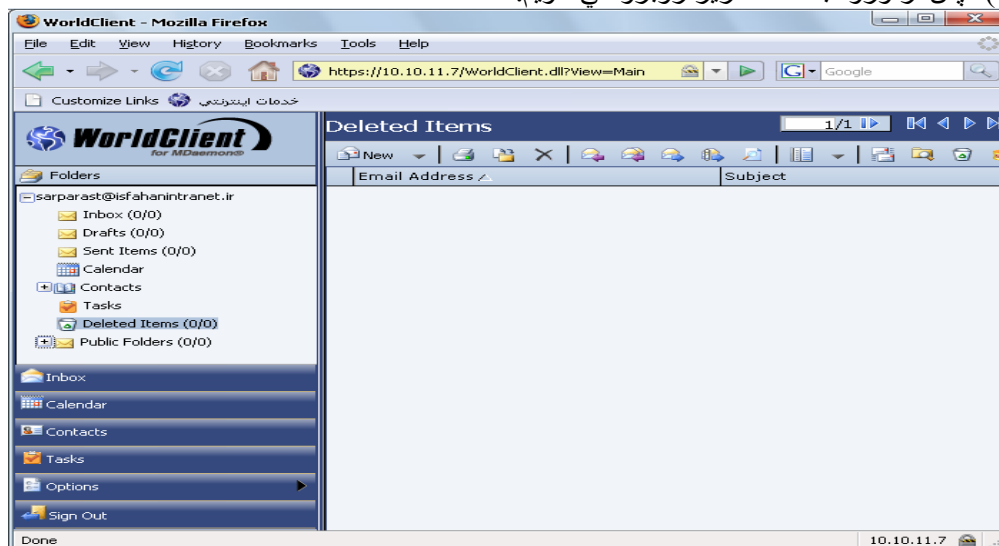 WorldClient - Mozilla Firefox
File Edit View History Bookmarks Tools Help
https://10.10.11.7/WorldClient.dll?View=Main
Google
Customize Links خدمات اينترنتي
WorldClient
for MDaemon®
Deleted Items 1/1
New
Folders
Email Address Subject
sarparast@isfahanintranet.ir
Inbox (0/0)
Drafts (0/0)
Sent Items (0/0)
Calendar
Contacts
Tasks
Deleted Items (0/0)
Public Folders (0/0)
Inbox
Calendar
Contacts
Tasks
Options
Sign Out
Done 10.10.11.7